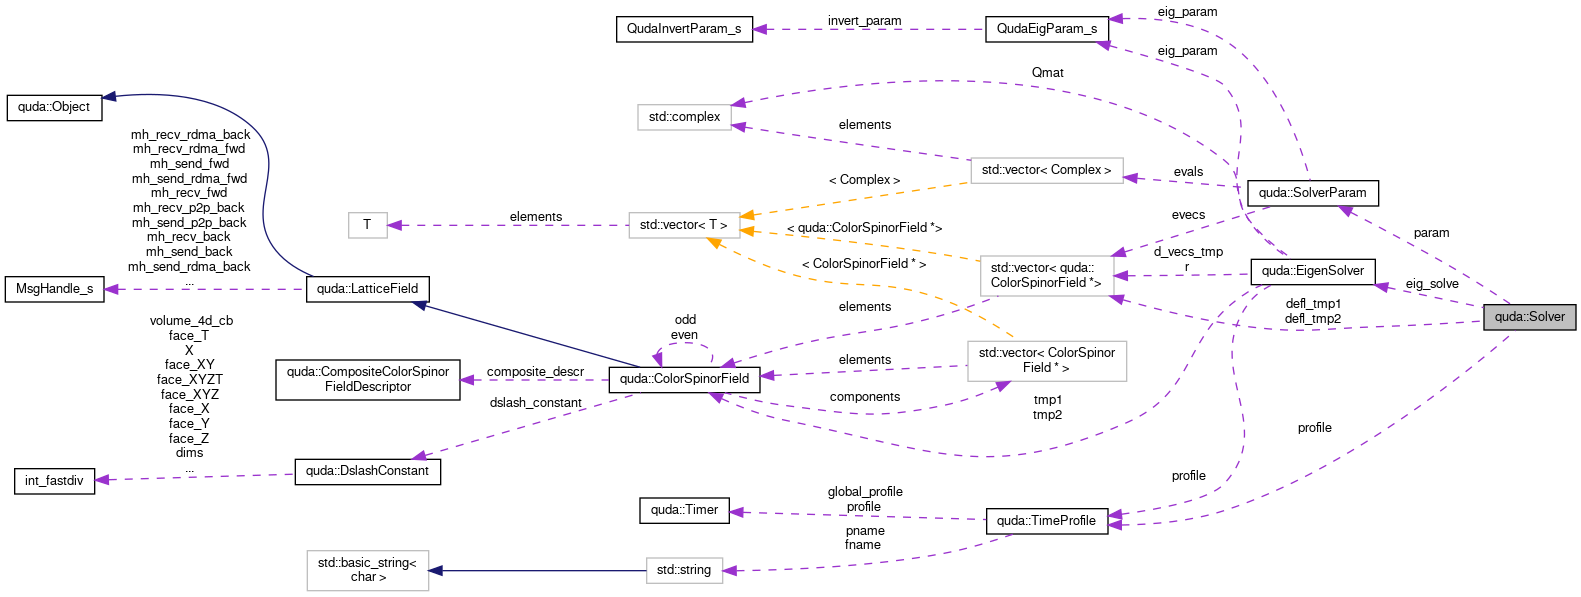 eig_param
QudaInvertParam_s
invert_param
QudaEigParam_s
eig_param
Qmat
quda::Object
std::complex
elements
mh_recv_rdma_back
mh_recv_rdma_fwd
mh_send_fwd
mh_send_rdma_fwd
mh_recv_fwd
mh_recv_p2p_back
mh_send_p2p_back
mh_recv_back
mh_send_back
mh_send_rdma_back
...
std::vector< Complex >
evals
< Complex >
quda::SolverParam
T
elements
std::vector< T >
< quda::ColorSpinorField *>
evecs
param
< ColorSpinorField * >
d_vecs_tmp
r
std::vector< quda::
ColorSpinorField *>
quda::EigenSolver
eig_solve
MsgHandle_s
quda::LatticeField
elements
defl_tmp1
defl_tmp2
quda::Solver
volume_4d_cb
face_T
X
face_XY
face_XYZT
face_XYZ
face_X
face_Y
face_Z
dims
...
odd
even
std::vector< ColorSpinor
Field * >
elements
quda::CompositeColorSpinor
FieldDescriptor
composite_descr
quda::ColorSpinorField
components
tmp1
tmp2
dslash_constant
profile
int_fastdiv
quda::DslashConstant
profile
global_profile
profile
quda::Timer
quda::TimeProfile
pname
fname
std::basic_string<
char >
std::string